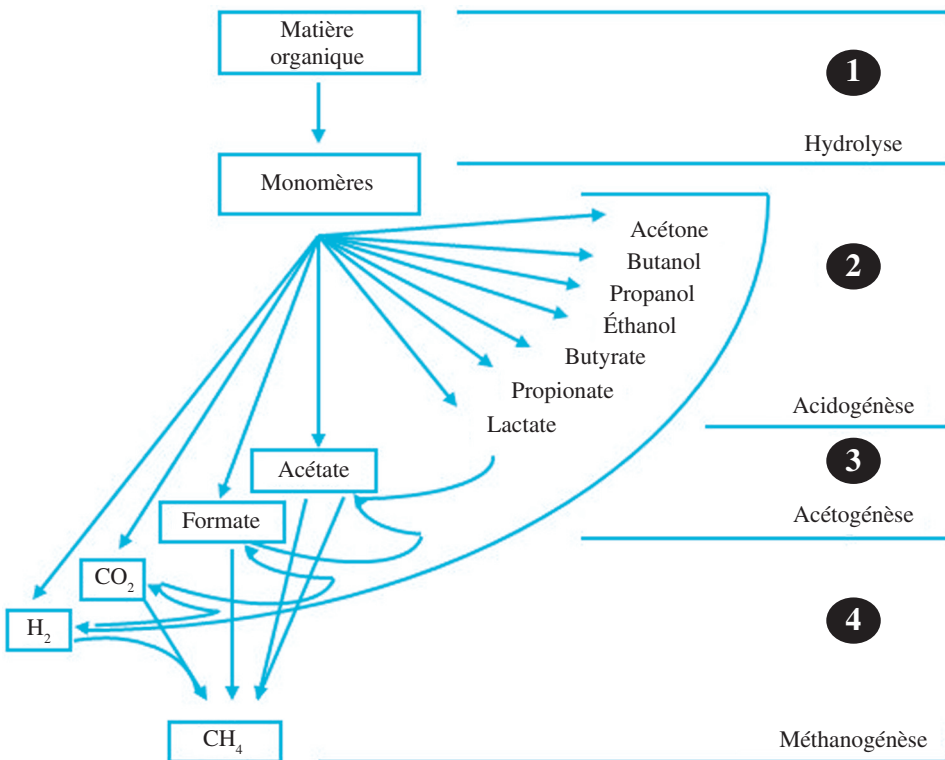 Matière
organique
1
Hydrolyse
Monomères
Acétone
Butanol
Propanol
Éthanol
Butyrate
Propionate
Lactate
2
Acidogénèse
Acétate
3
Formate
Acétogénèse
CO₂
H₂
4
CH₄
Méthanogénèse